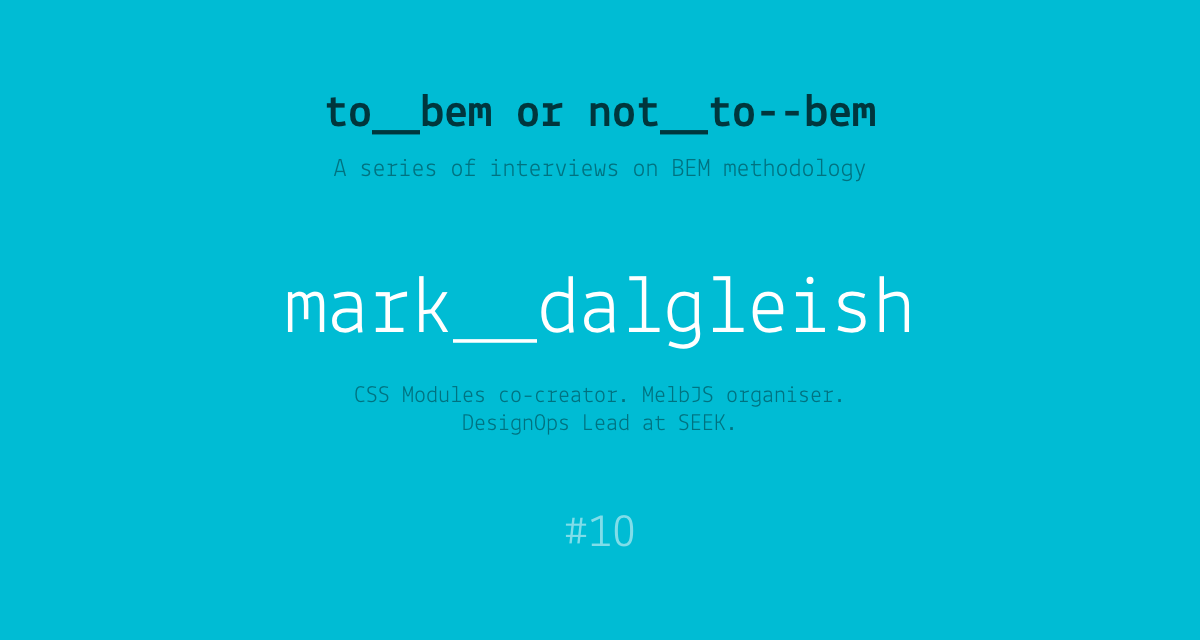 to__bem or not__to--bem
A series of interviews on BEM methodology
mark__dalgleish
CSS Modules co-creator. MelbJS organiser.
DesignOps Lead at SEEK.
#10